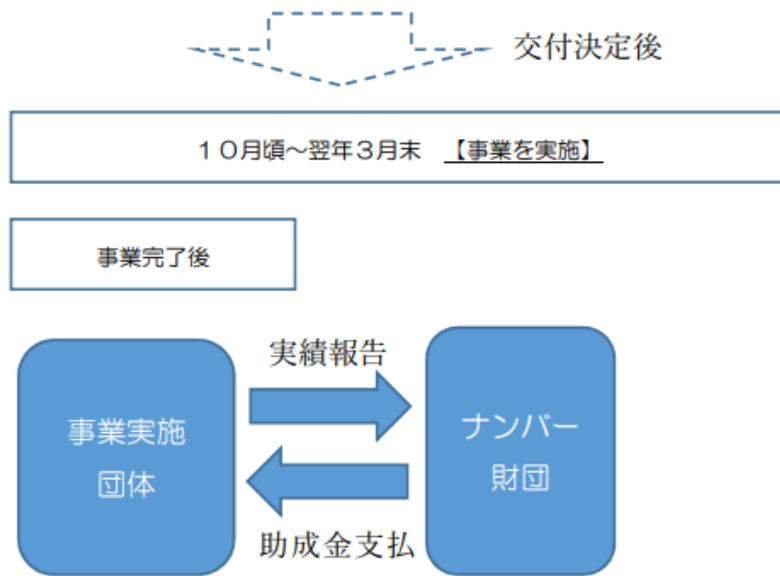 交付決定後
１０月頃～翌年３月末　【事業を実施】
事業完了後
実績報告
事業実施
団体
ナンバー
財団
助成金支払